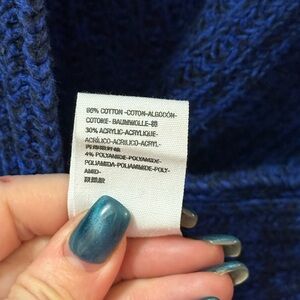 66% COTTON -COTON-ALGODÓN-
COTONE- BAUMWOLLE-棉
30% ACRYLIC-ACRYLIQUE-
ACRÍLICO-ACRILICO-ACRYL-
4% POLYAMIDE-POLYAMIDE-
POLIAMIDA-POLIAMMIDE-POLY-
AMID-